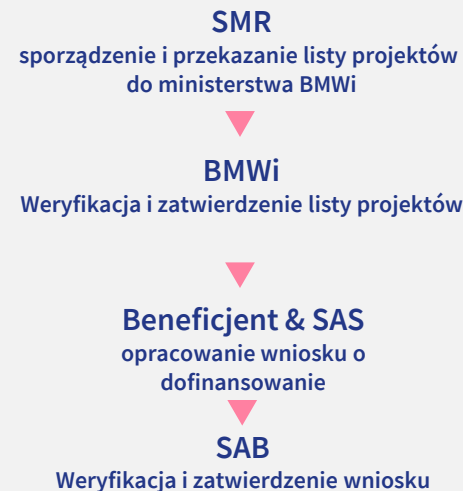 SMR
sporządzenie i przekazanie listy projektów
do ministerstwa BMWi
BMWi
Weryfikacja i zatwierdzenie listy projektów
Beneficjent & SAS
opracowanie wniosku o
dofinansowanie
SAB
Weryfikacja i zatwierdzenie wniosku